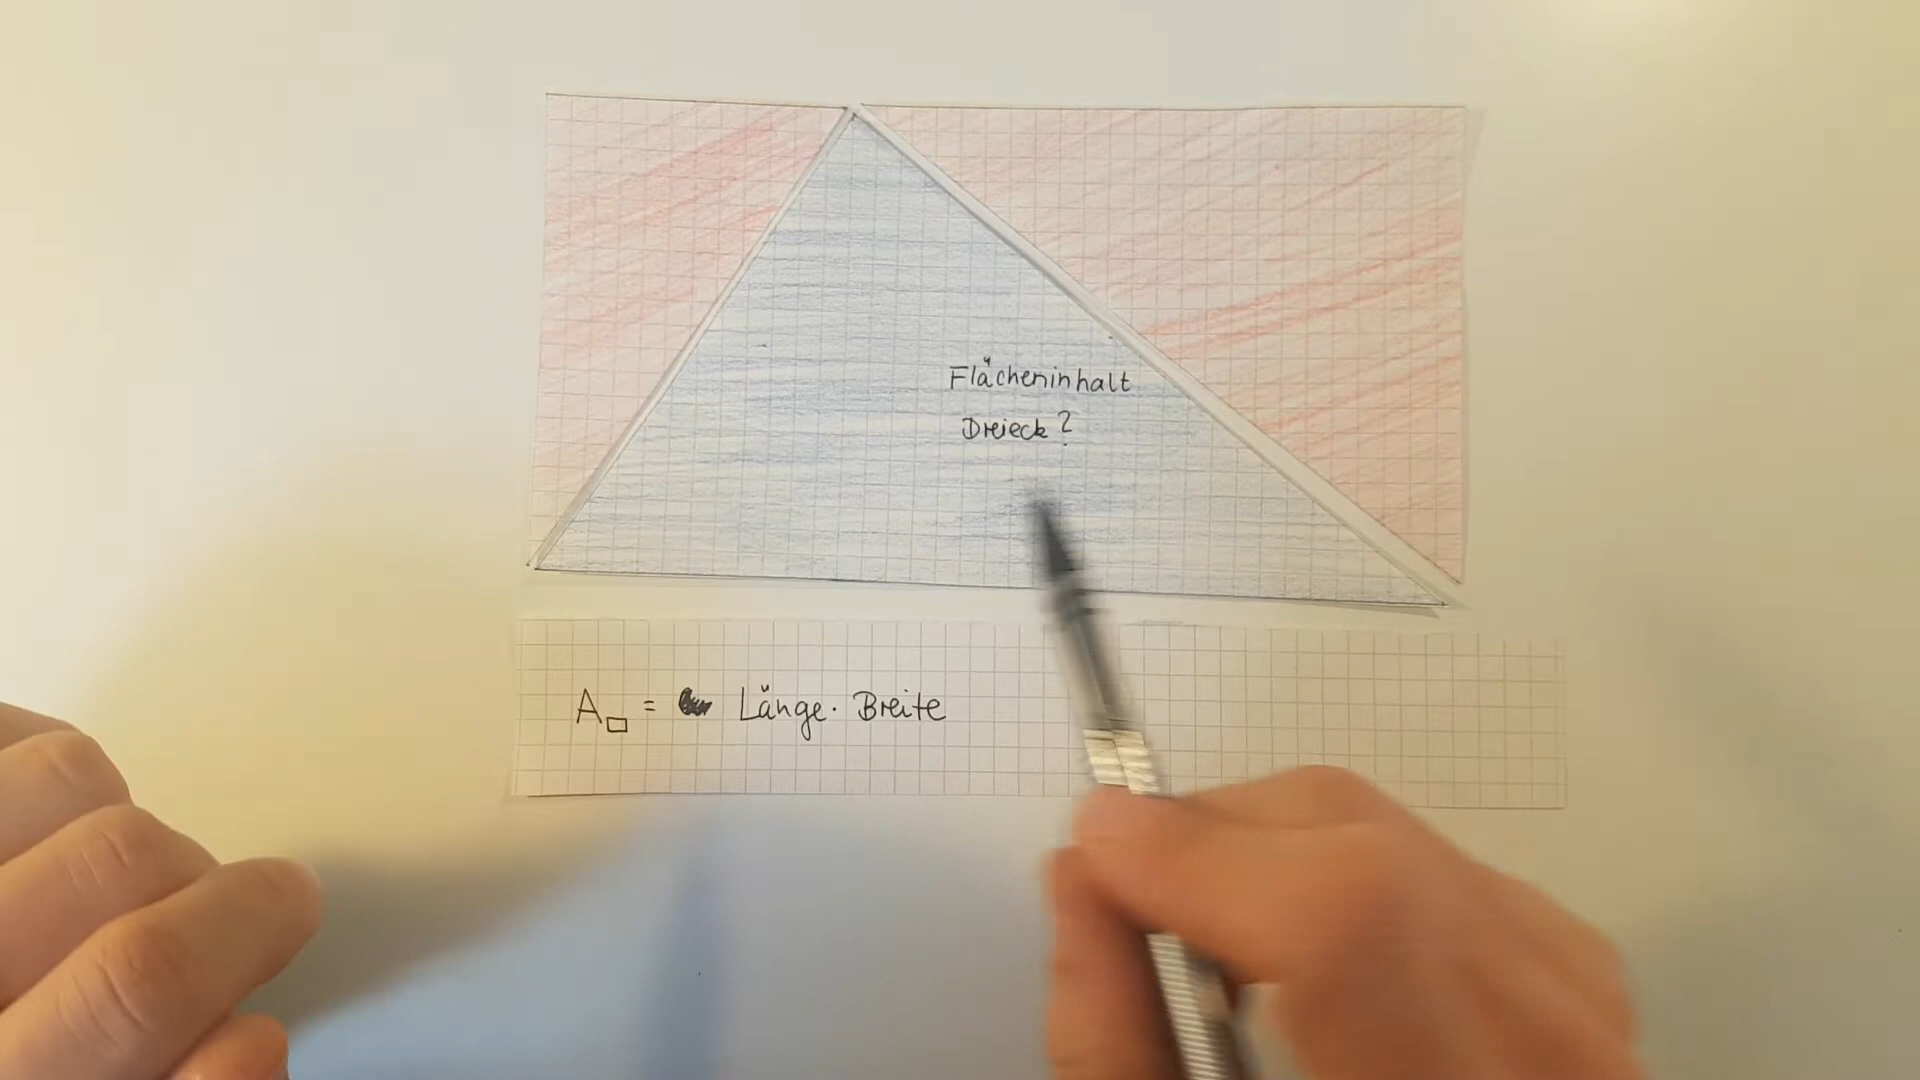 Flächeninhalt
Dreieck?
A▭ = Länge · Breite